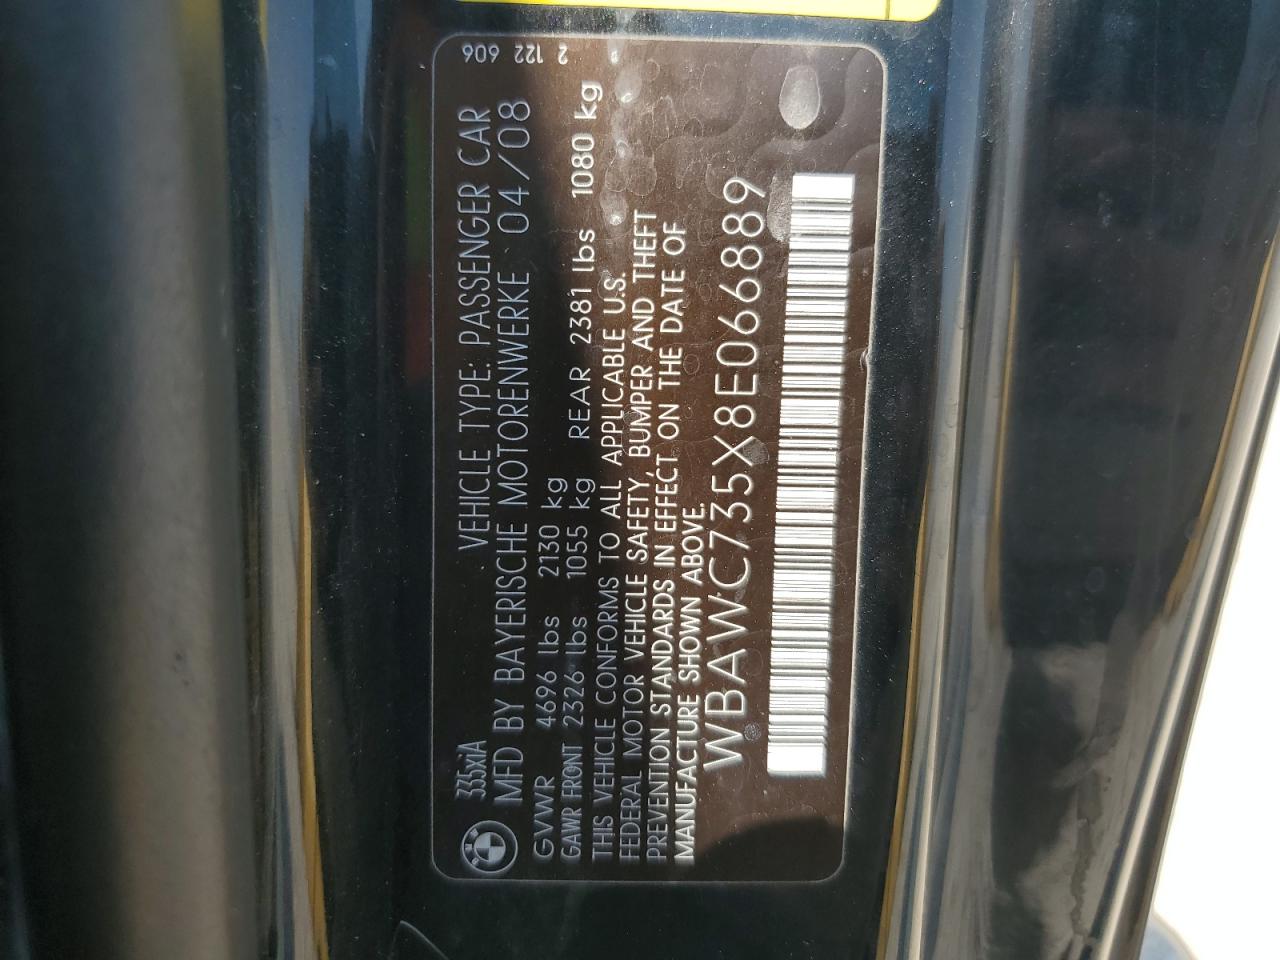 335xiA VEHICLE TYPE: PASSENGER CAR 2 122 606
MFD BY BAYERISCHE MOTORENWERKE 04/08
GVWR 4696 lbs 2130 kg
GAWR FRONT 2326 lbs 1055 kg REAR 2381 lbs 1080 kg
THIS VEHICLE CONFORMS TO ALL APPLICABLE U.S.
FEDERAL MOTOR VEHICLE SAFETY, BUMPER AND THEFT
PREVENTION STANDARDS IN EFFECT ON THE DATE OF
MANUFACTURE SHOWN ABOVE.
WBAWC735X8E066889